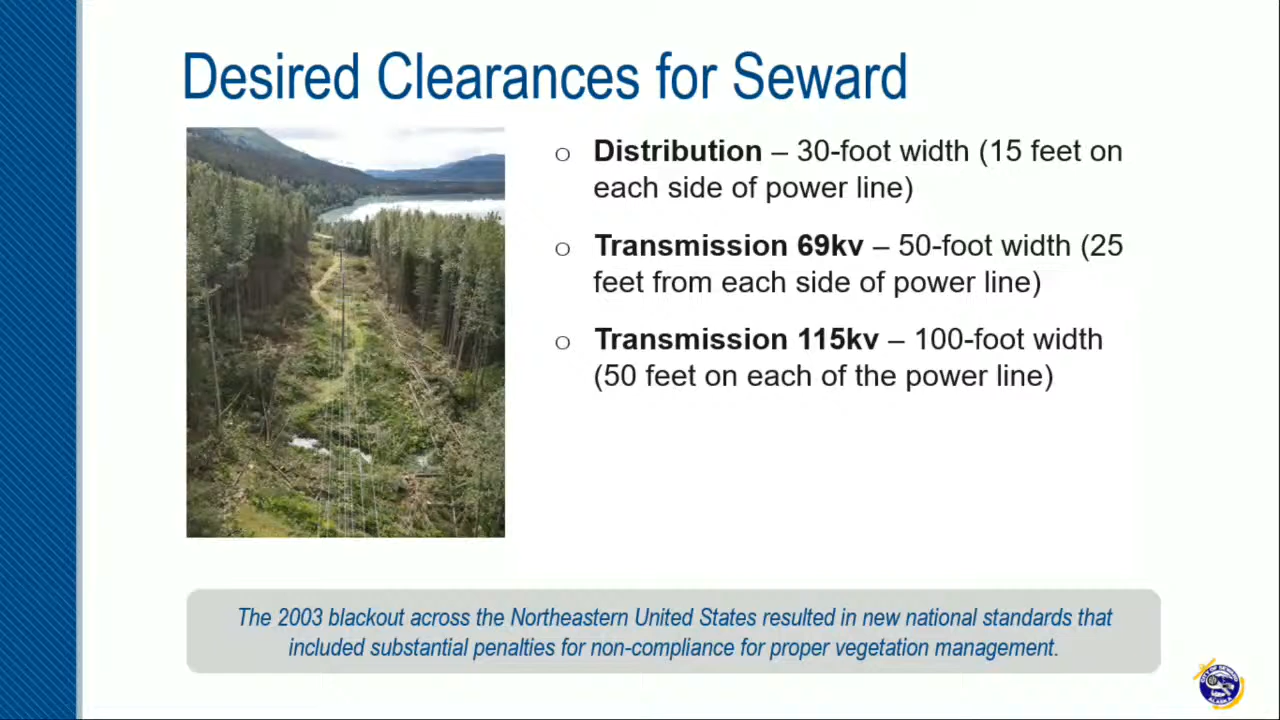 Desired Clearances for Seward
○ Distribution – 30-foot width (15 feet on
each side of power line)
○ Transmission 69kv – 50-foot width (25
feet from each side of power line)
○ Transmission 115kv – 100-foot width
(50 feet on each of the power line)
The 2003 blackout across the Northeastern United States resulted in new national standards that
included substantial penalties for non-compliance for proper vegetation management.